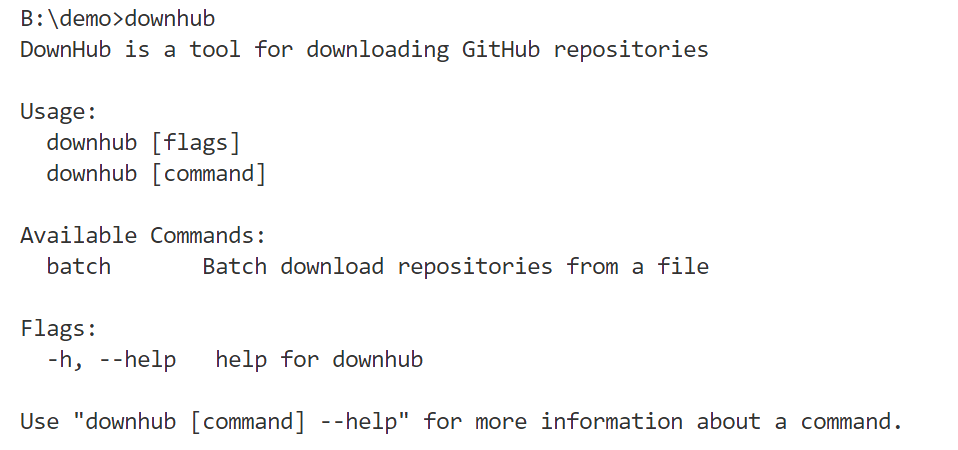 B:\demo>downhub
DownHub is a tool for downloading GitHub repositories
Usage:
downhub [flags]
downhub [command]
Available Commands:
batch       Batch download repositories from a file
Flags:
-h, --help   help for downhub
Use "downhub [command] --help" for more information about a command.